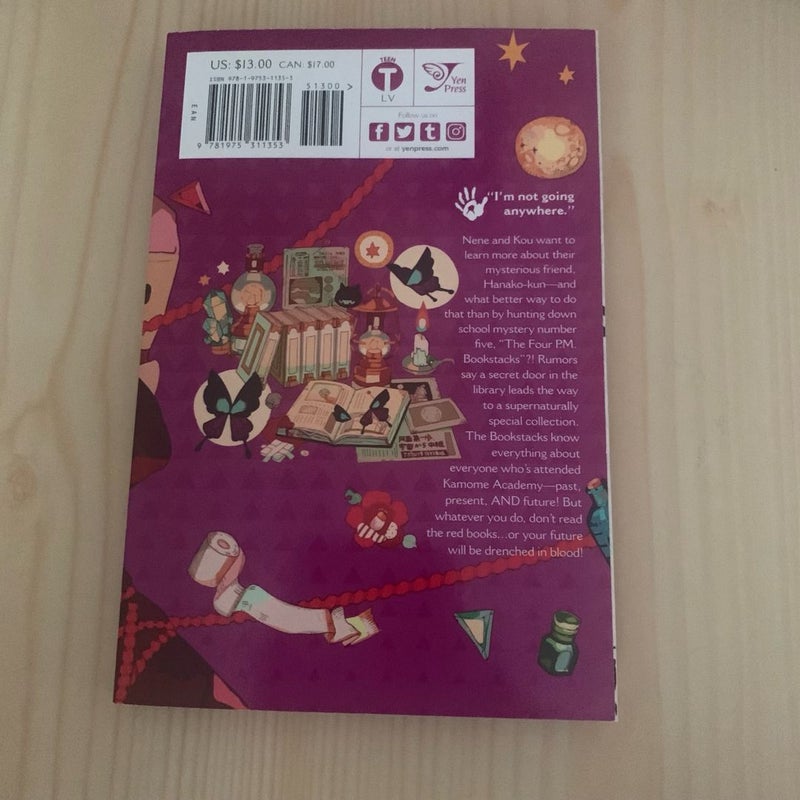 US: $13.00 CAN: $17.00
ISBN 978-1-9753-1135-3
51300 >
EAN
9 781975 311353
TEEN
T
LV
Yen
Press
Follow us on
f t
or at yenpress.com
"I'm not going
anywhere."
Nene and Kou want to
learn more about their
mysterious friend,
Hanako-kun—and
what better way to do
that than by hunting down
school mystery number
five, "The Four P.M.
Bookstacks"?! Rumors
say a secret door in the
library leads the way
to a supernaturally
special collection.
The Bookstacks know
everything about
everyone who's attended
Kamome Academy—past,
present, AND future! But
whatever you do, don't read
the red books...or your future
will be drenched in blood!